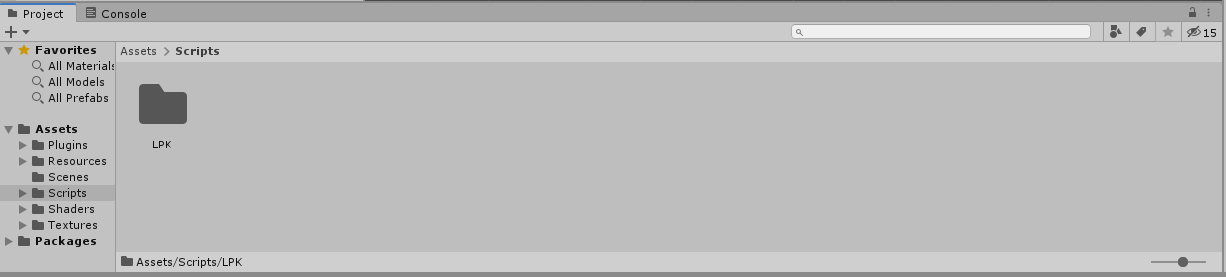 Project Console
15
Favorites
All Materials
All Models
All Prefabs
Assets > Scripts
LPK
Assets
Plugins
Resources
Scenes
Scripts
Shaders
Textures
Packages
Assets/Scripts/LPK